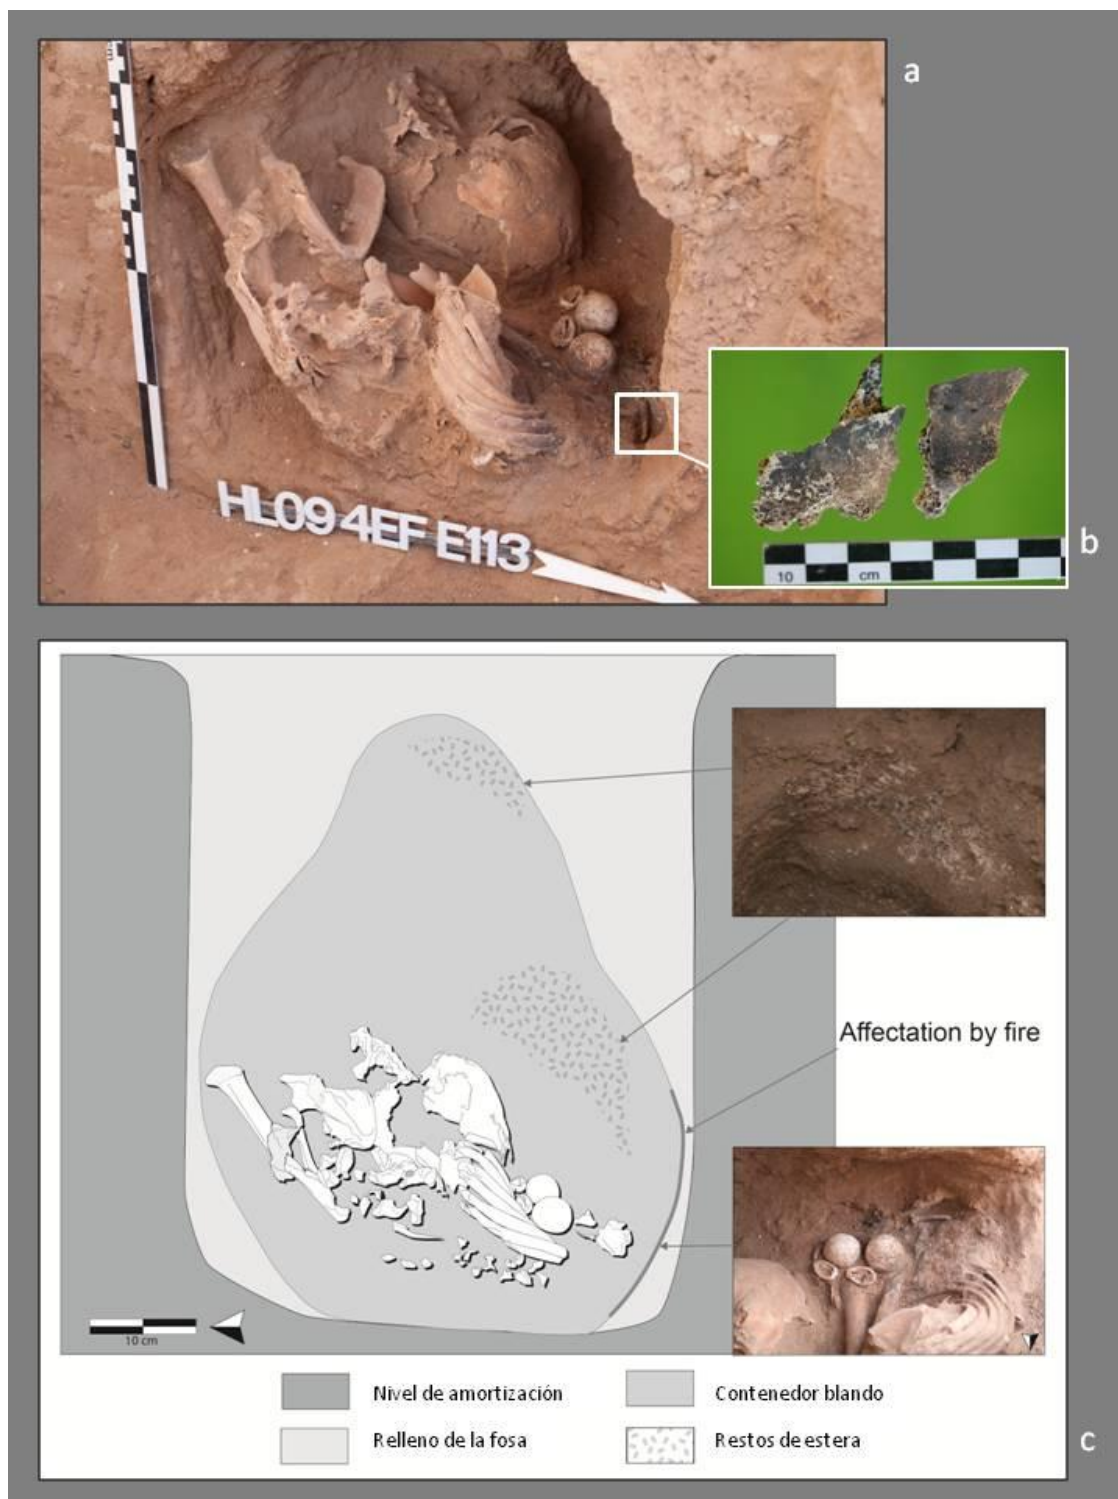 a
HL09 4EF E113
10 cm
b
Affectation by fire
10 cm
Nivel de amortización
Contenedor blando
Relleno de la fosa
Restos de estera
c